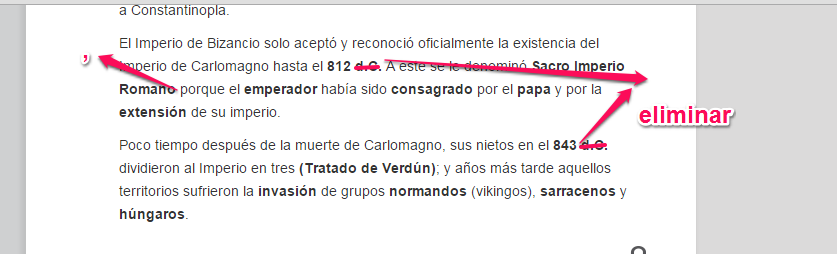 a Constantinopla.
El Imperio de Bizancio solo aceptó y reconoció oficialmente la existencia del
Imperio de Carlomagno hasta el 812 d.C. A este se le denominó Sacro Imperio
Romano porque el emperador había sido consagrado por el papa y por la
extensión de su imperio.
Poco tiempo después de la muerte de Carlomagno, sus nietos en el 843 d.C.
dividieron al Imperio en tres (Tratado de Verdún); y años más tarde aquellos
territorios sufrieron la invasión de grupos normandos (vikingos), sarracenos y
húngaros.
,
eliminar